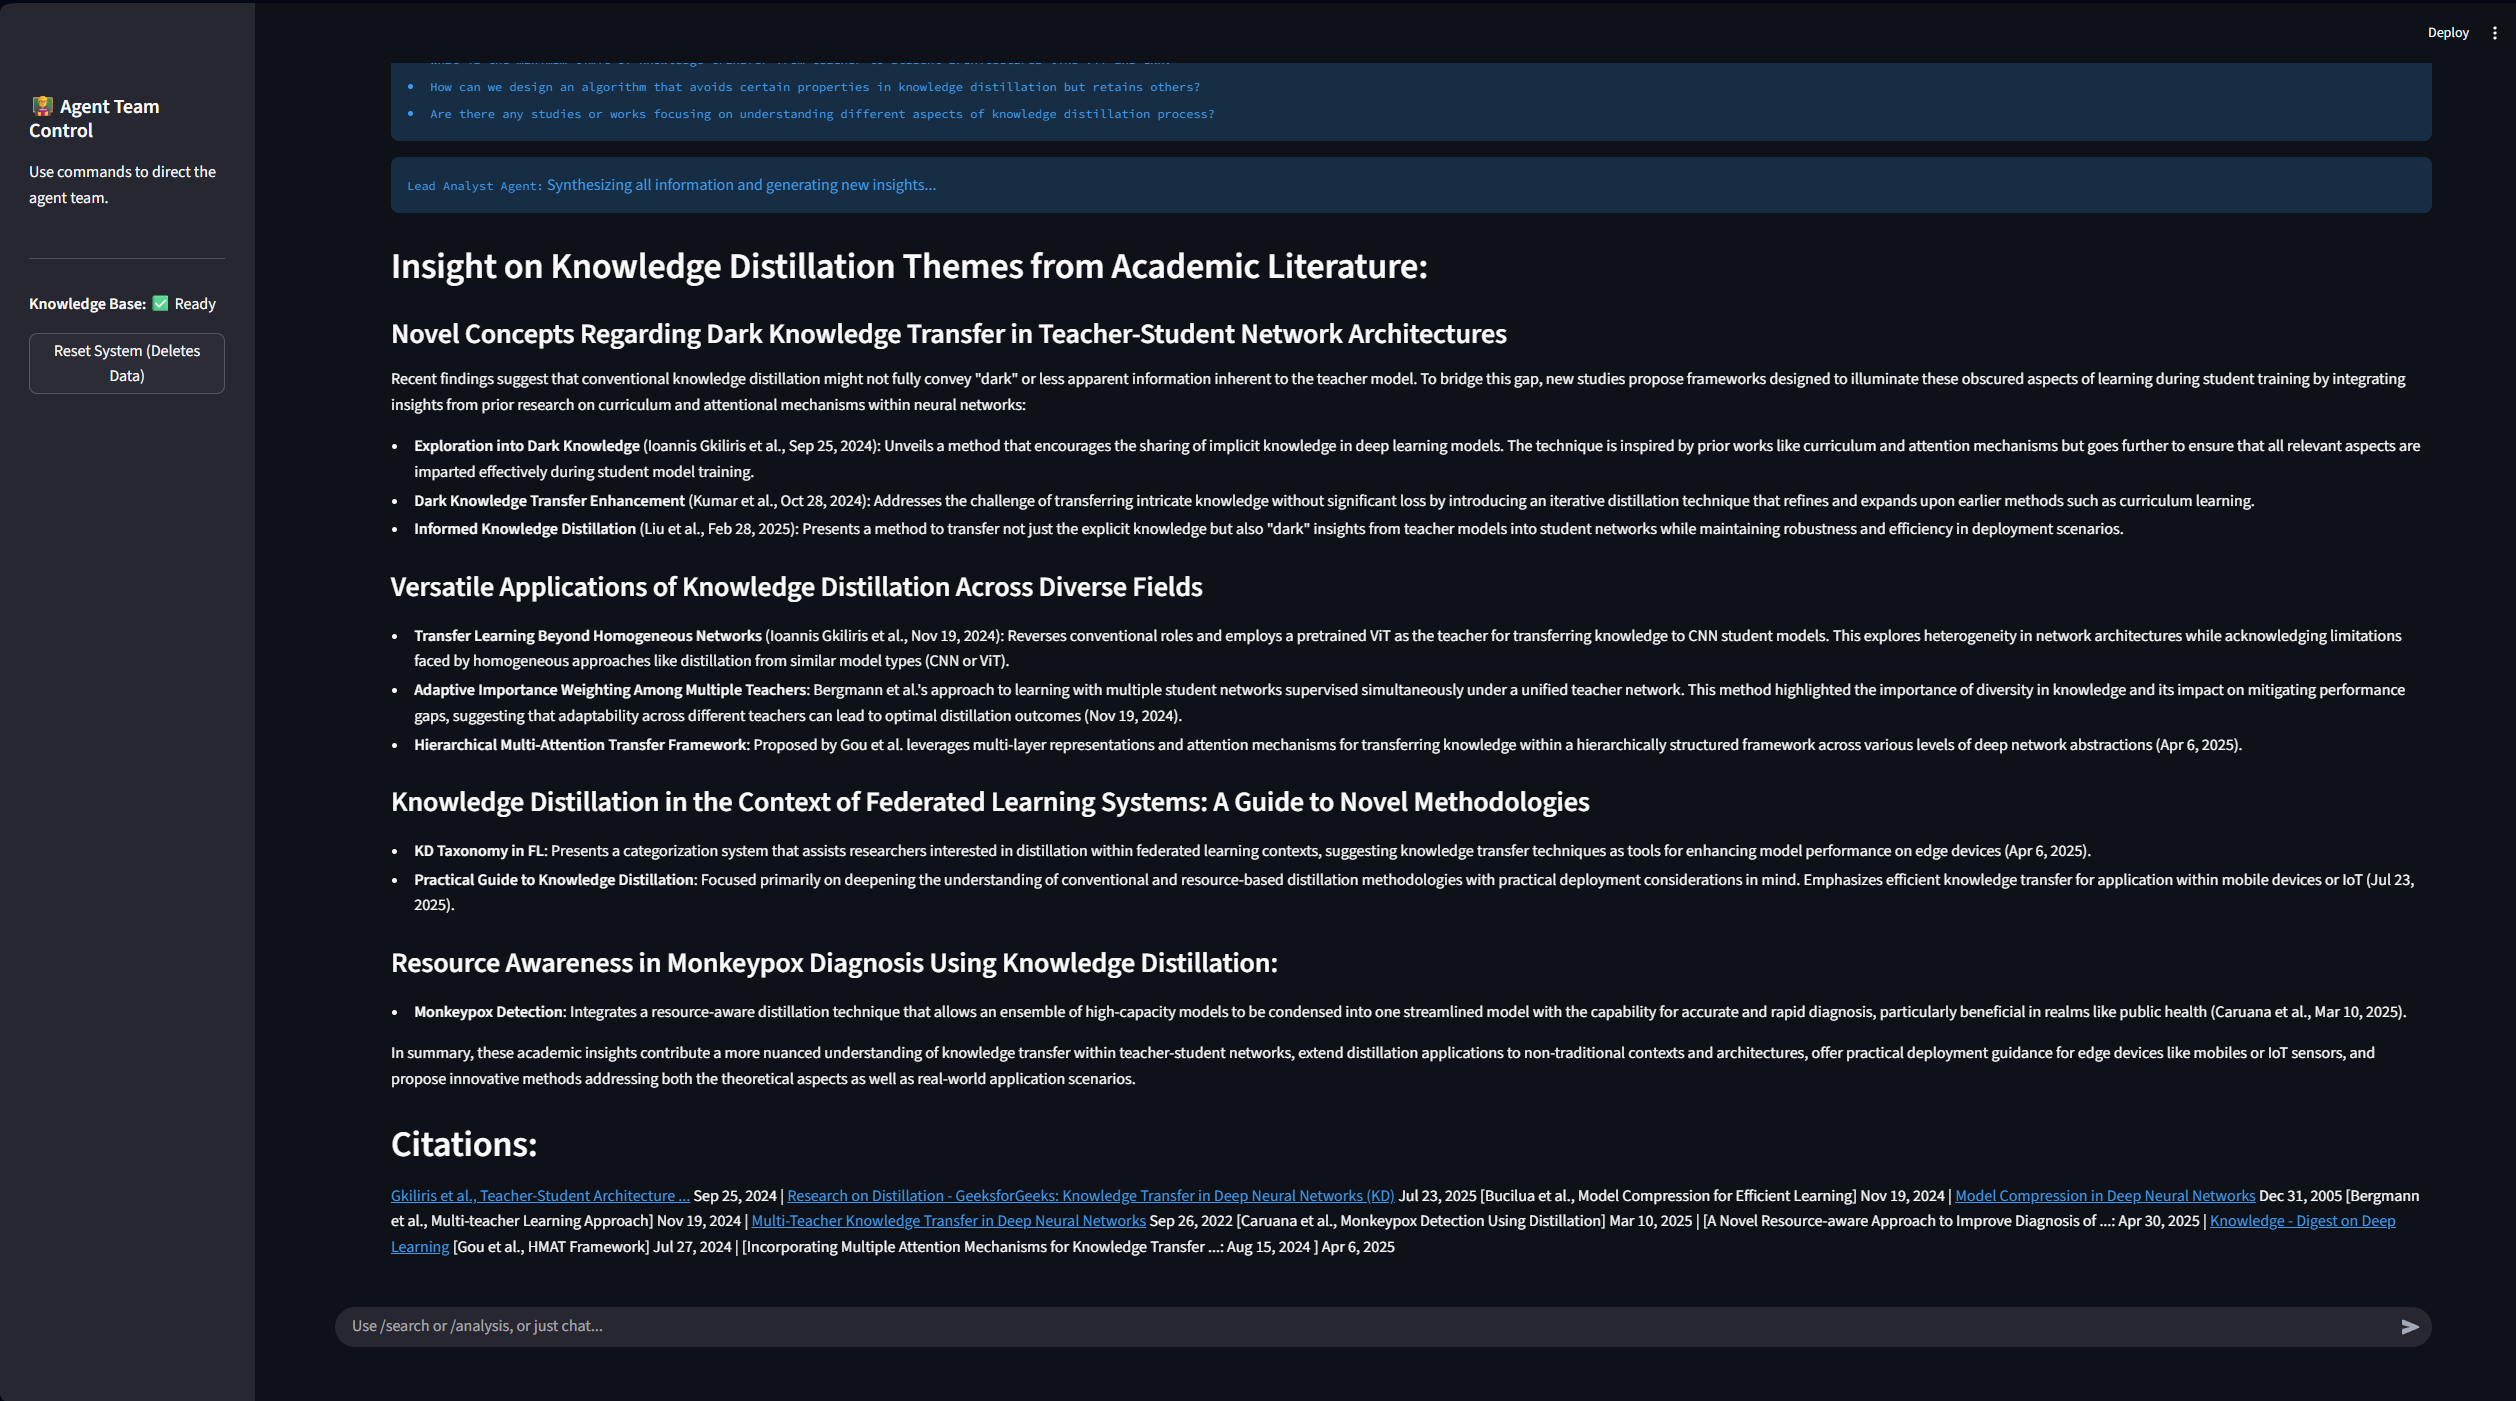 Deploy
Agent Team
Control
Use commands to direct the
agent team.
Knowledge Base: ✅ Ready
Reset System (Deletes
Data)
How can we design an algorithm that avoids certain properties in knowledge distillation but retains others?
Are there any studies or works focusing on understanding different aspects of knowledge distillation process?
Lead Analyst Agent: Synthesizing all information and generating new insights...
Insight on Knowledge Distillation Themes from Academic Literature:
Novel Concepts Regarding Dark Knowledge Transfer in Teacher-Student Network Architectures
Recent findings suggest that conventional knowledge distillation might not fully convey "dark" or less apparent information inherent to the teacher model. To bridge this gap, new studies propose frameworks designed to illuminate these obscured aspects of learning during student training by integrating
insights from prior research on curriculum and attentional mechanisms within neural networks:
• Exploration into Dark Knowledge (Ioannis Gkiliris et al., Sep 25, 2024): Unveils a method that encourages the sharing of implicit knowledge in deep learning models. The technique is inspired by prior works like curriculum and attention mechanisms but goes further to ensure that all relevant aspects are
imparted effectively during student model training.
• Dark Knowledge Transfer Enhancement (Kumar et al., Oct 28, 2024): Addresses the challenge of transferring intricate knowledge without significant loss by introducing an iterative distillation technique that refines and expands upon earlier methods such as curriculum learning.
• Informed Knowledge Distillation (Liu et al., Feb 28, 2025): Presents a method to transfer not just the explicit knowledge but also "dark" insights from teacher models into student networks while maintaining robustness and efficiency in deployment scenarios.
Versatile Applications of Knowledge Distillation Across Diverse Fields
• Transfer Learning Beyond Homogeneous Networks (Ioannis Gkiliris et al., Nov 19, 2024): Reverses conventional roles and employs a pretrained ViT as the teacher for transferring knowledge to CNN student models. This explores heterogeneity in network architectures while acknowledging limitations
faced by homogeneous approaches like distillation from similar model types (CNN or ViT).
• Adaptive Importance Weighting Among Multiple Teachers: Bergmann et al.'s approach to learning with multiple student networks supervised simultaneously under a unified teacher network. This method highlighted the importance of diversity in knowledge and its impact on mitigating performance
gaps, suggesting that adaptability across different teachers can lead to optimal distillation outcomes (Nov 19, 2024).
• Hierarchical Multi-Attention Transfer Framework: Proposed by Gou et al. leverages multi-layer representations and attention mechanisms for transferring knowledge within a hierarchically structured framework across various levels of deep network abstractions (Apr 6, 2025).
Knowledge Distillation in the Context of Federated Learning Systems: A Guide to Novel Methodologies
• KD Taxonomy in FL: Presents a categorization system that assists researchers interested in distillation within federated learning contexts, suggesting knowledge transfer techniques as tools for enhancing model performance on edge devices (Apr 6, 2025).
• Practical Guide to Knowledge Distillation: Focused primarily on deepening the understanding of conventional and resource-based distillation methodologies with practical deployment considerations in mind. Emphasizes efficient knowledge transfer for application within mobile devices or IoT (Jul 23,
2025).
Resource Awareness in Monkeypox Diagnosis Using Knowledge Distillation:
• Monkeypox Detection: Integrates a resource-aware distillation technique that allows an ensemble of high-capacity models to be condensed into one streamlined model with the capability for accurate and rapid diagnosis, particularly beneficial in realms like public health (Caruana et al., Mar 10, 2025).
In summary, these academic insights contribute a more nuanced understanding of knowledge transfer within teacher-student networks, extend distillation applications to non-traditional contexts and architectures, offer practical deployment guidance for edge devices like mobiles or IoT sensors, and
propose innovative methods addressing both the theoretical aspects as well as real-world application scenarios.
Citations:
Gkiliris et al., Teacher-Student Architecture ... Sep 25, 2024 | Research on Distillation - GeeksforGeeks: Knowledge Transfer in Deep Neural Networks (KD) Jul 23, 2025 [Bucilua et al., Model Compression for Efficient Learning] Nov 19, 2024 | Model Compression in Deep Neural Networks Dec 31, 2005 [Bergmann
et al., Multi-teacher Learning Approach] Nov 19, 2024 | Multi-Teacher Knowledge Transfer in Deep Neural Networks Sep 26, 2022 [Caruana et al., Monkeypox Detection Using Distillation] Mar 10, 2025 | [A Novel Resource-aware Approach to Improve Diagnosis of ...: Apr 30, 2025 | Knowledge - Digest on Deep
Learning [Gou et al., HMAT Framework] Jul 27, 2024 | [Incorporating Multiple Attention Mechanisms for Knowledge Transfer ...: Aug 15, 2024 ] Apr 6, 2025
Use /search or /analysis, or just chat...